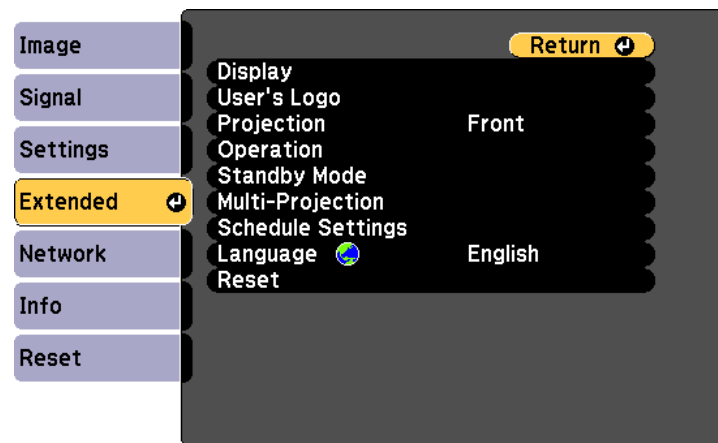 Image
Signal
Settings
Extended
Network
Info
Reset
Return
Display
User's Logo
Projection Front
Operation
Standby Mode
Multi-Projection
Schedule Settings
Language English
Reset